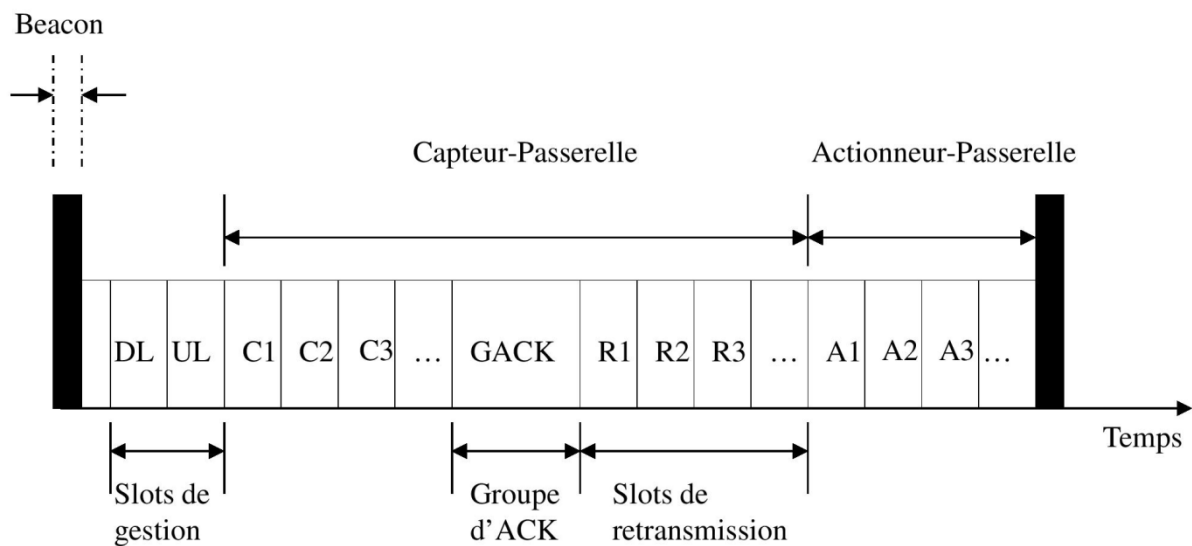 Beacon
Capteur-Passerelle
Actionneur-Passerelle
DL UL C1 C2 C3 … GACK R1 R2 R3 … A1 A2 A3 …
Temps
Slots de
gestion
Groupe
d'ACK
Slots de
retransmission